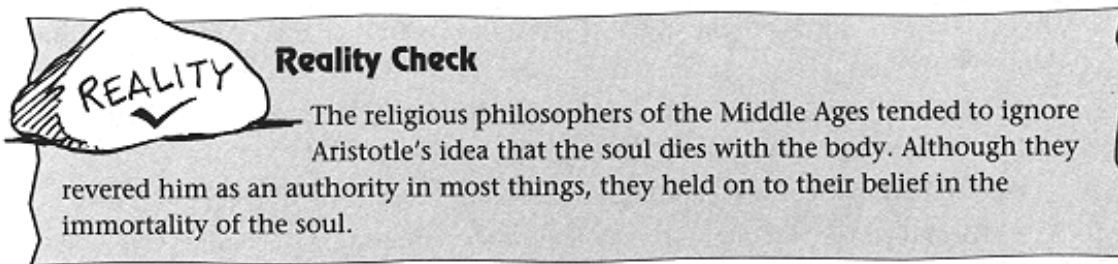 REALITY
Reality Check
The religious philosophers of the Middle Ages tended to ignore
Aristotle's idea that the soul dies with the body. Although they
revered him as an authority in most things, they held on to their belief in the
immortality of the soul.